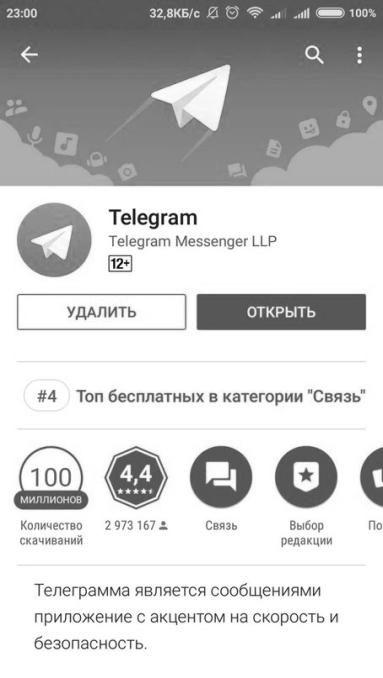 23:00 32,8КБ/с 100%
Telegram
Telegram Messenger LLP
12+
УДАЛИТЬ ОТКРЫТЬ
#4 Топ бесплатных в категории "Связь"
100 4,4
МИЛЛИОНОВ
Количество 2 973 167 Связь Выбор По
скачиваний редакции
Телеграмма является сообщениями
приложение с акцентом на скорость и
безопасность.